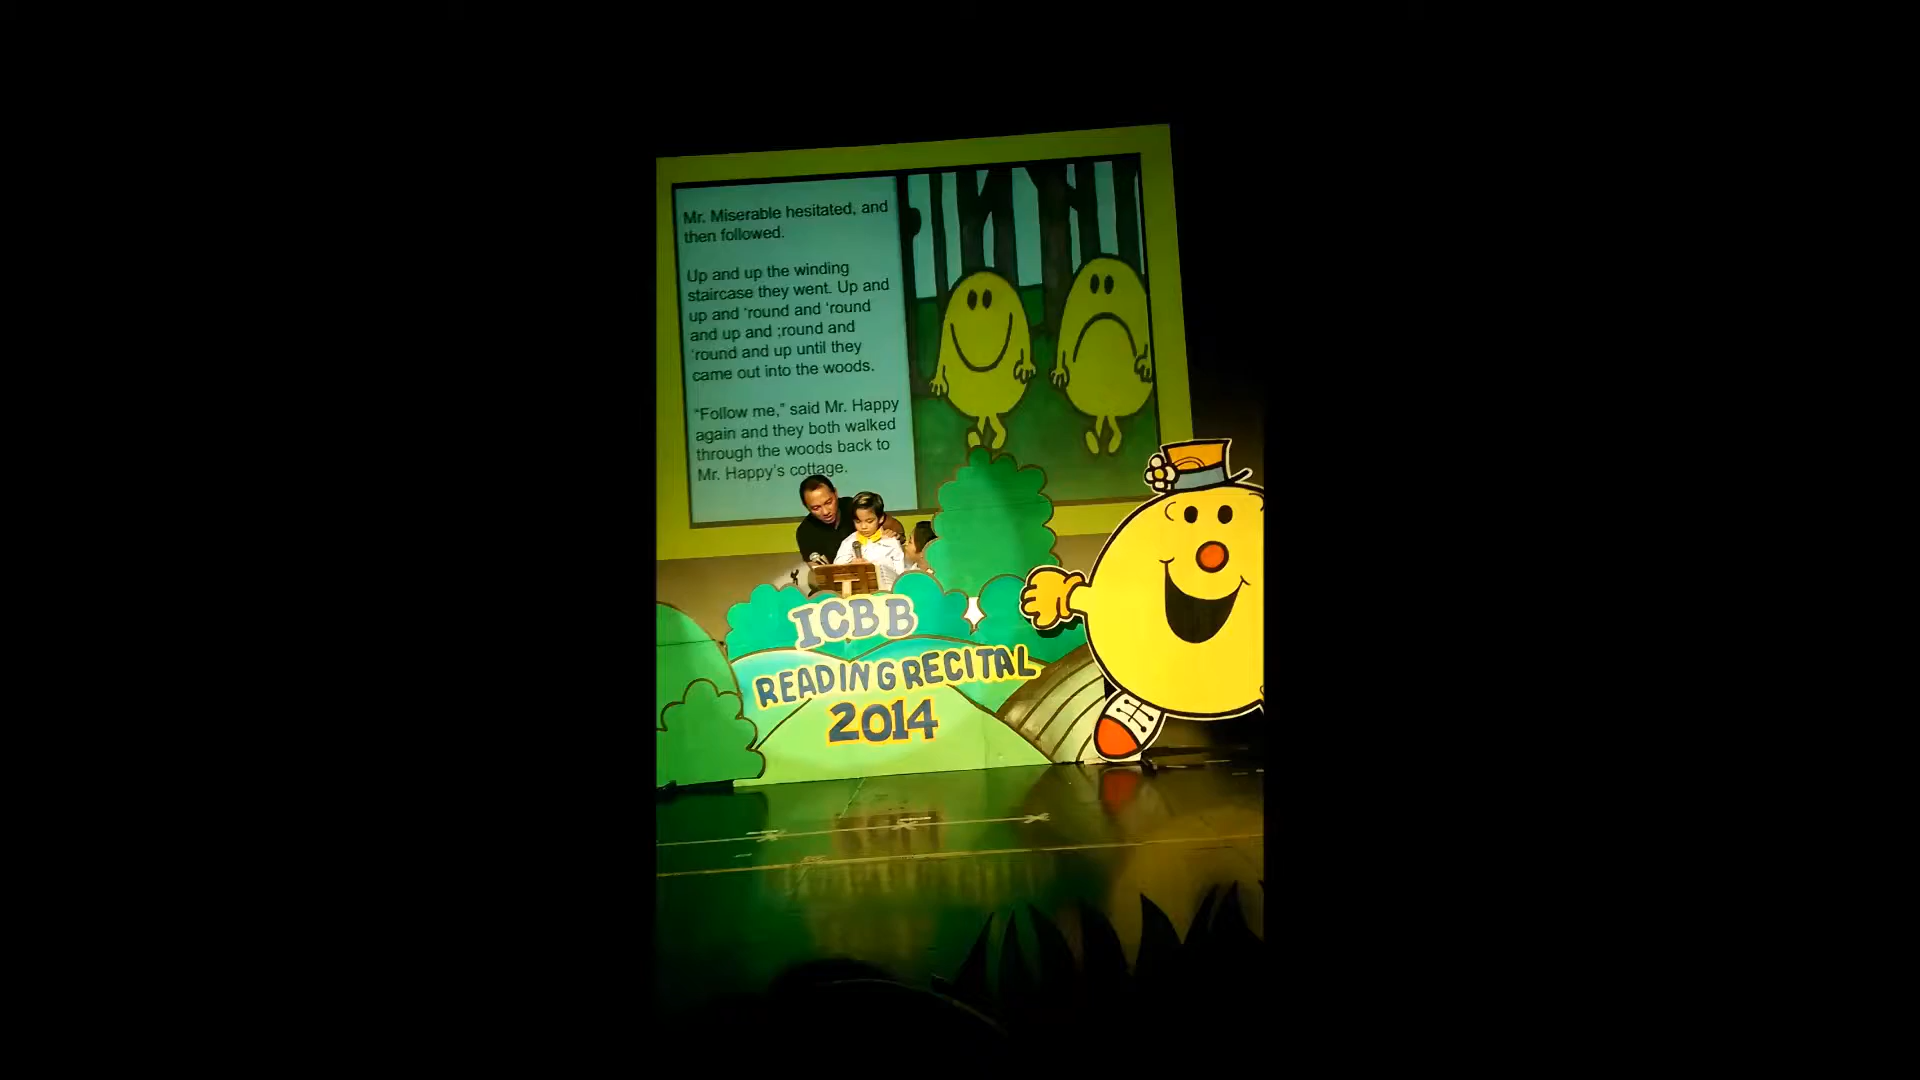 Mr. Miserable hesitated, and
then followed.
Up and up the winding
staircase they went. Up and
up and ‘round and ‘round
and up and ;round and
‘round and up until they
came out into the woods.
“Follow me,” said Mr. Happy
again and they both walked
through the woods back to
Mr. Happy’s cottage.
ICBB
READING RECITAL
2014